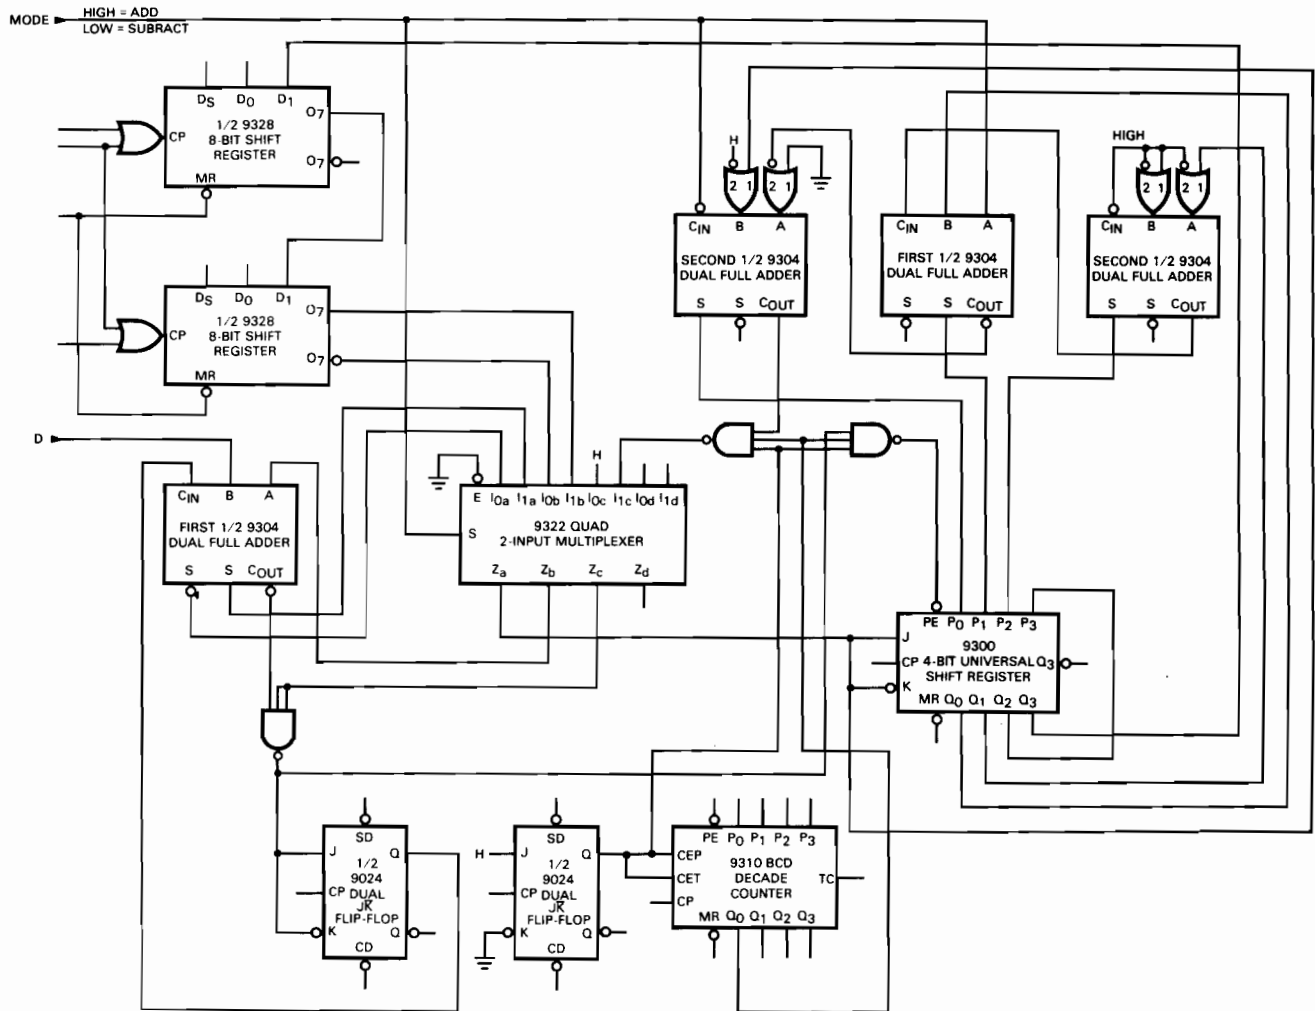 MODE
HIGH = ADD
LOW = SUBRACT
DS D0 D1
O7
CP
1/2 9328
8-BIT SHIFT
REGISTER
O7
MR
DS D0 D1
O7
CP
1/2 9328
8-BIT SHIFT
REGISTER
O7
MR
H
2 1
2 1
CIN B A
SECOND 1/2 9304
DUAL FULL ADDER
S S COUT
CIN B A
FIRST 1/2 9304
DUAL FULL ADDER
S S COUT
HIGH
2 1
2 1
CIN B A
SECOND 1/2 9304
DUAL FULL ADDER
S S COUT
D
CIN B A
FIRST 1/2 9304
DUAL FULL ADDER
S S COUT
H
E I0a I1a I0b I1b I0c I1c I0d I1d
S
9322 QUAD
2-INPUT MULTIPLEXER
Za Zb Zc Zd
PE P0 P1 P2 P3
J
9300
CP 4-BIT UNIVERSAL Q3
SHIFT REGISTER
K
MR Q0 Q1 Q2 Q3
SD
J Q
1/2
9024
CP DUAL
JK
FLIP-FLOP
K Q
CD
SD
H
J Q
1/2
9024
CP DUAL
JK
FLIP-FLOP
K Q
CD
PE P0 P1 P2 P3
CEP
9310 BCD
CET DECADE TC
COUNTER
CP
MR Q0 Q1 Q2 Q3